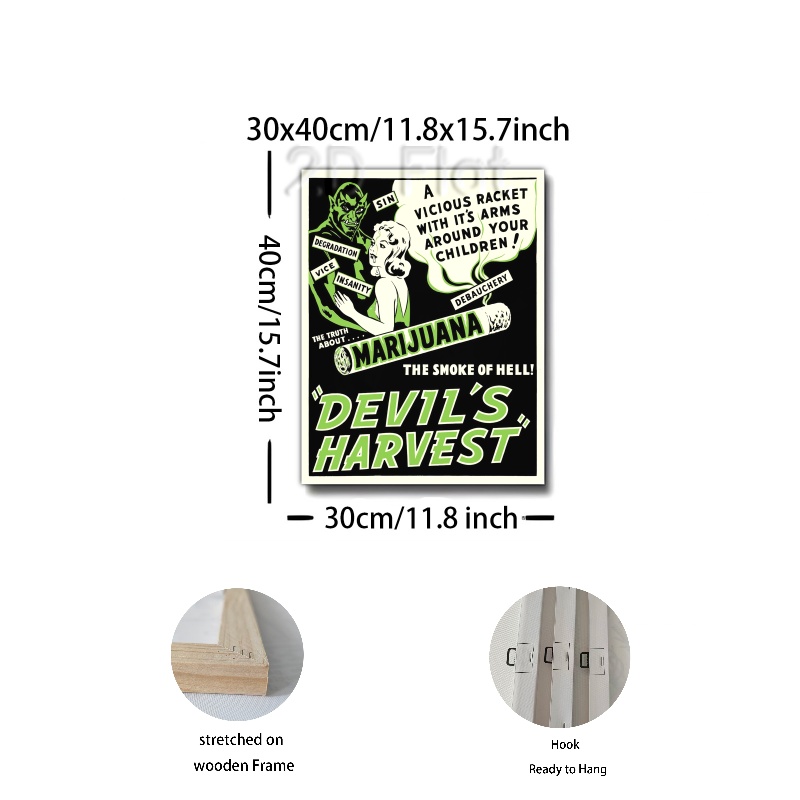 30x40cm/11.8x15.7inch
2D Flat
40cm/15.7inch
SIN
A
VICIOUS RACKET
WITH IT'S ARMS
AROUND YOUR
CHILDREN!
DEGRADATION
VICE
INSANITY
DEBAUCHERY
THE TRUTH
ABOUT....
MARIJUANA
THE SMOKE OF HELL!
"DEVIL'S
HARVEST"
30cm/11.8 inch
stretched on
wooden Frame
Hook
Ready to Hang